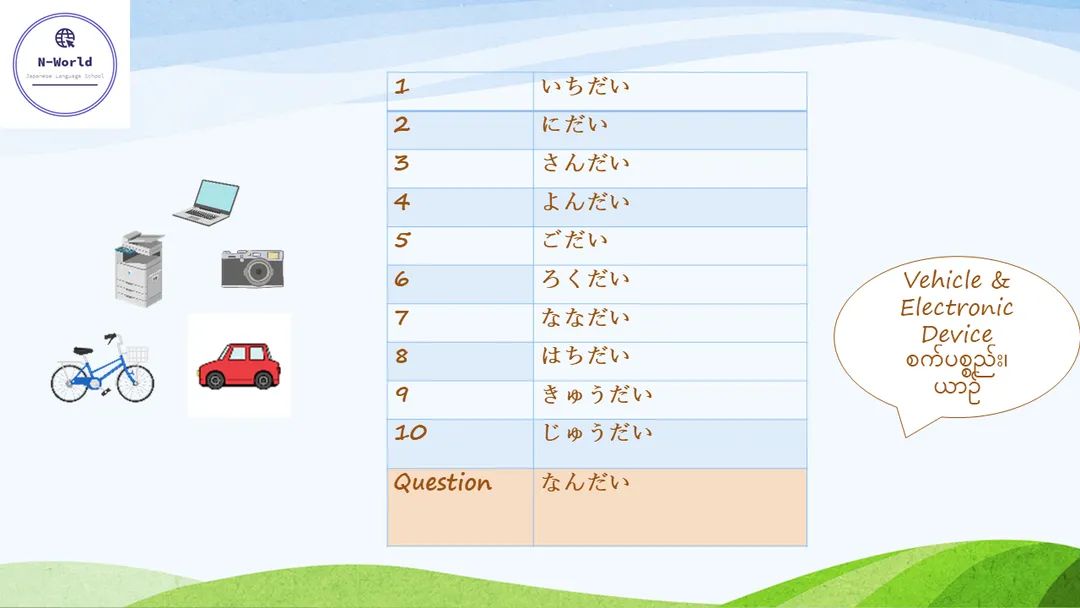 N-World
Japanese Language School
1 いちだい
2 にだい
3 さんだい
4 よんだい
5 ごだい
6 ろくだい
7 ななだい
8 はちだい
9 きゅうだい
10 じゅうだい
Question なんだい
Vehicle &
Electronic
Device
စက်ပစ္စည်း၊
ယာဉ်